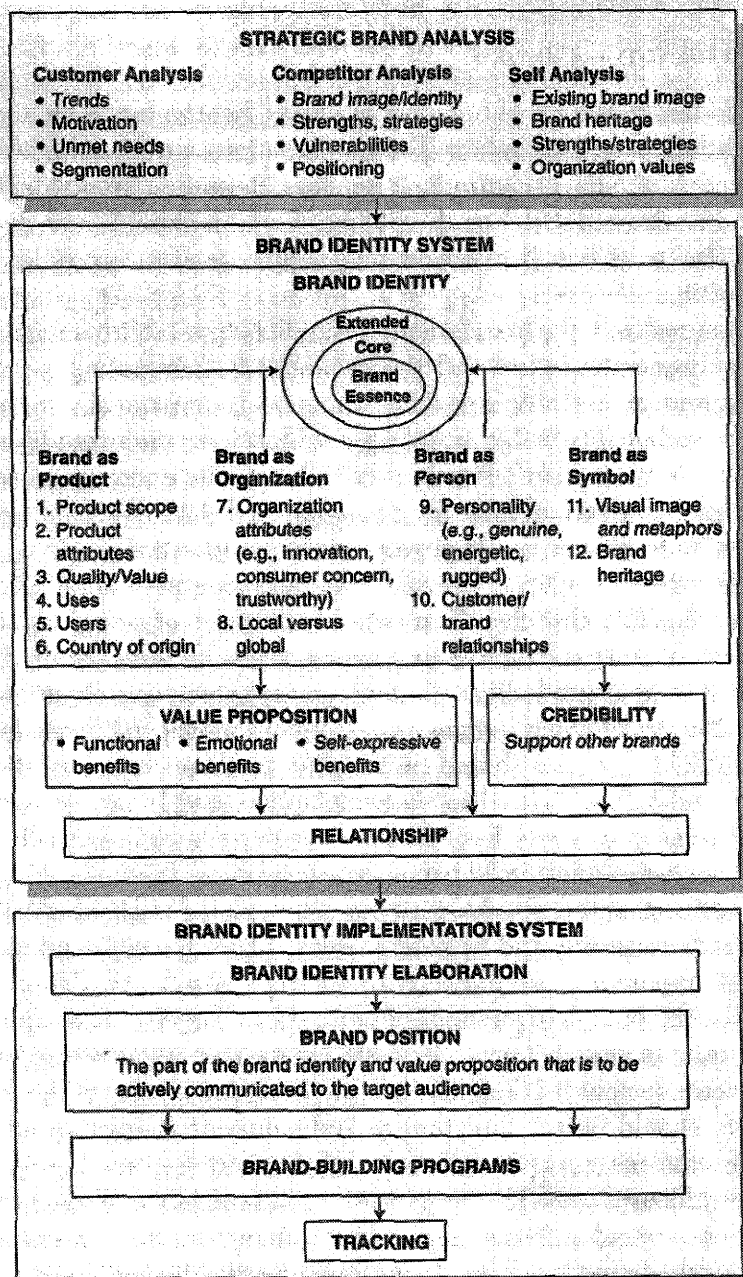 STRATEGIC BRAND ANALYSIS
Customer Analysis
• Trends
• Motivation
• Unmet needs
• Segmentation
Competitor Analysis
• Brand image/identity
• Strengths, strategies
• Vulnerabilities
• Positioning
Self Analysis
• Existing brand image
• Brand heritage
• Strengths/strategies
• Organization values
BRAND IDENTITY SYSTEM
BRAND IDENTITY
Extended
Core
Brand
Essence
Brand as
Product
1. Product scope
2. Product
attributes
3. Quality/Value
4. Uses
5. Users
6. Country of origin
Brand as
Organization
7. Organization
attributes
(e.g., innovation,
consumer concern,
trustworthy)
8. Local versus
global
Brand as
Person
9. Personality
(e.g., genuine,
energetic,
rugged)
10. Customer/
brand
relationships
Brand as
Symbol
11. Visual image
and metaphors
12. Brand
heritage
VALUE PROPOSITION
• Functional
benefits
• Emotional
benefits
• Self-expressive
benefits
CREDIBILITY
Support other brands
RELATIONSHIP
BRAND IDENTITY IMPLEMENTATION SYSTEM
BRAND IDENTITY ELABORATION
BRAND POSITION
The part of the brand identity and value proposition that is to be
actively communicated to the target audience
BRAND-BUILDING PROGRAMS
TRACKING